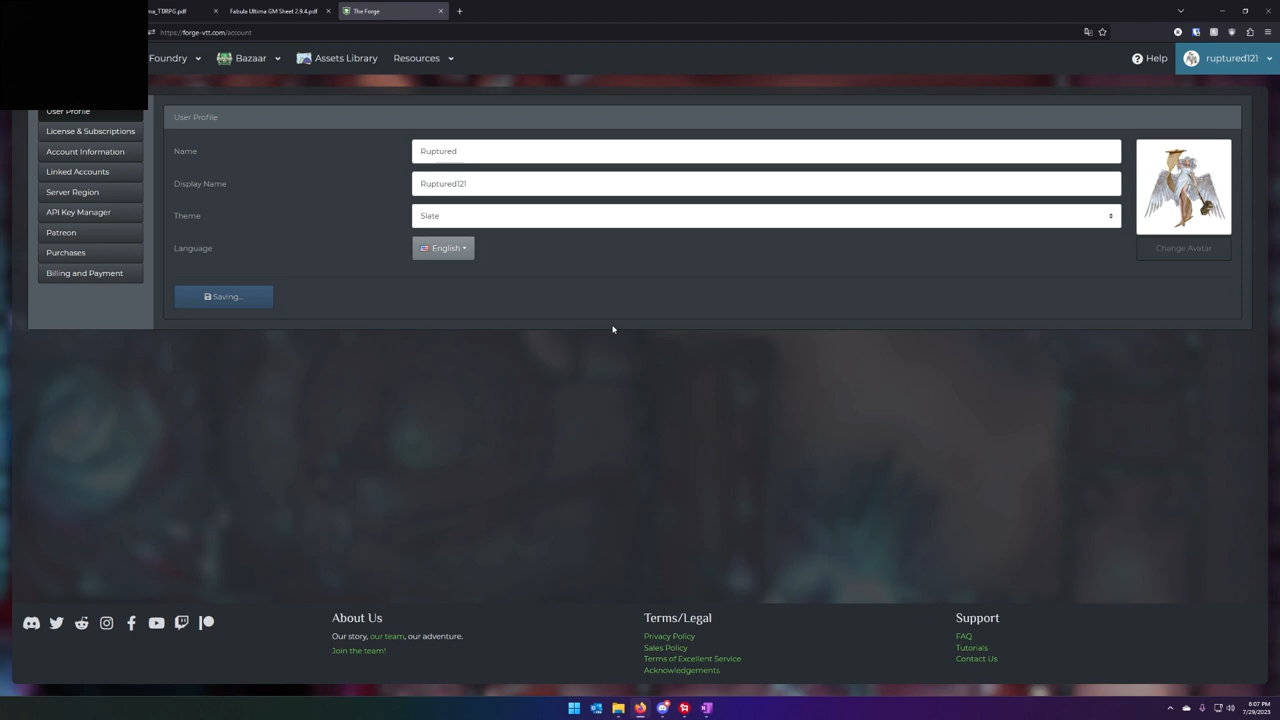 ma_TTJRPG.pdf
Fabula Ultima GM Sheet 2.9.4.pdf
The Forge
https://forge-vtt.com/account
Foundry
Bazaar
Assets Library
Resources
Help
ruptured121
User Profile
License & Subscriptions
Account Information
Linked Accounts
Server Region
API Key Manager
Patreon
Purchases
Billing and Payment
User Profile
Name
Ruptured
Display Name
Ruptured121
Theme
Slate
Language
English
Change Avatar
Saving...
About Us
Our story, our team, our adventure.
Join the team!
Terms/Legal
Privacy Policy
Sales Policy
Terms of Excellent Service
Acknowledgements
Support
FAQ
Tutorials
Contact Us
8:07 PM
7/29/2023